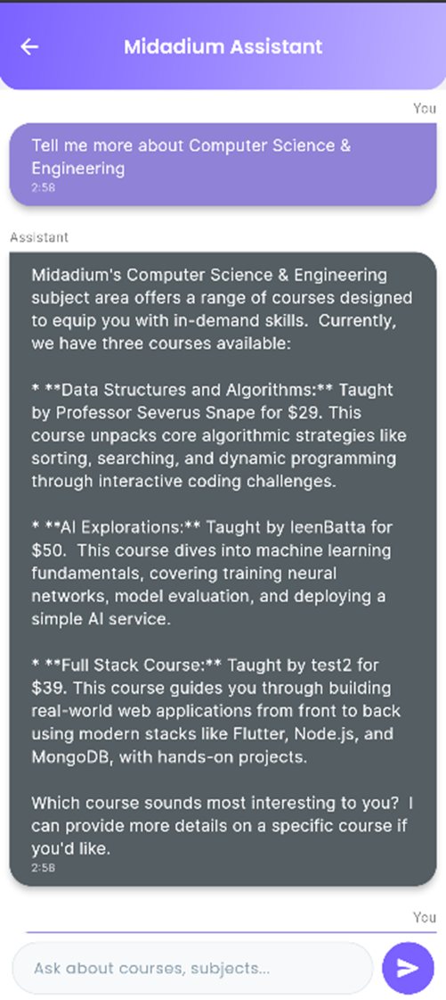 Midadium Assistant
You
Tell me more about Computer Science &
Engineering
2:58
Assistant
Midadium's Computer Science & Engineering
subject area offers a range of courses designed
to equip you with in-demand skills.  Currently,
we have three courses available:
* **Data Structures and Algorithms:** Taught
by Professor Severus Snape for $29. This
course unpacks core algorithmic strategies like
sorting, searching, and dynamic programming
through interactive coding challenges.
* **AI Explorations:** Taught by leenBatta for
$50.  This course dives into machine learning
fundamentals, covering training neural
networks, model evaluation, and deploying a
simple AI service.
* **Full Stack Course:** Taught by test2 for
$39. This course guides you through building
real-world web applications from front to back
using modern stacks like Flutter, Node.js, and
MongoDB, with hands-on projects.
Which course sounds most interesting to you?  I
can provide more details on a specific course if
you'd like.
2:58
You
Ask about courses, subjects...